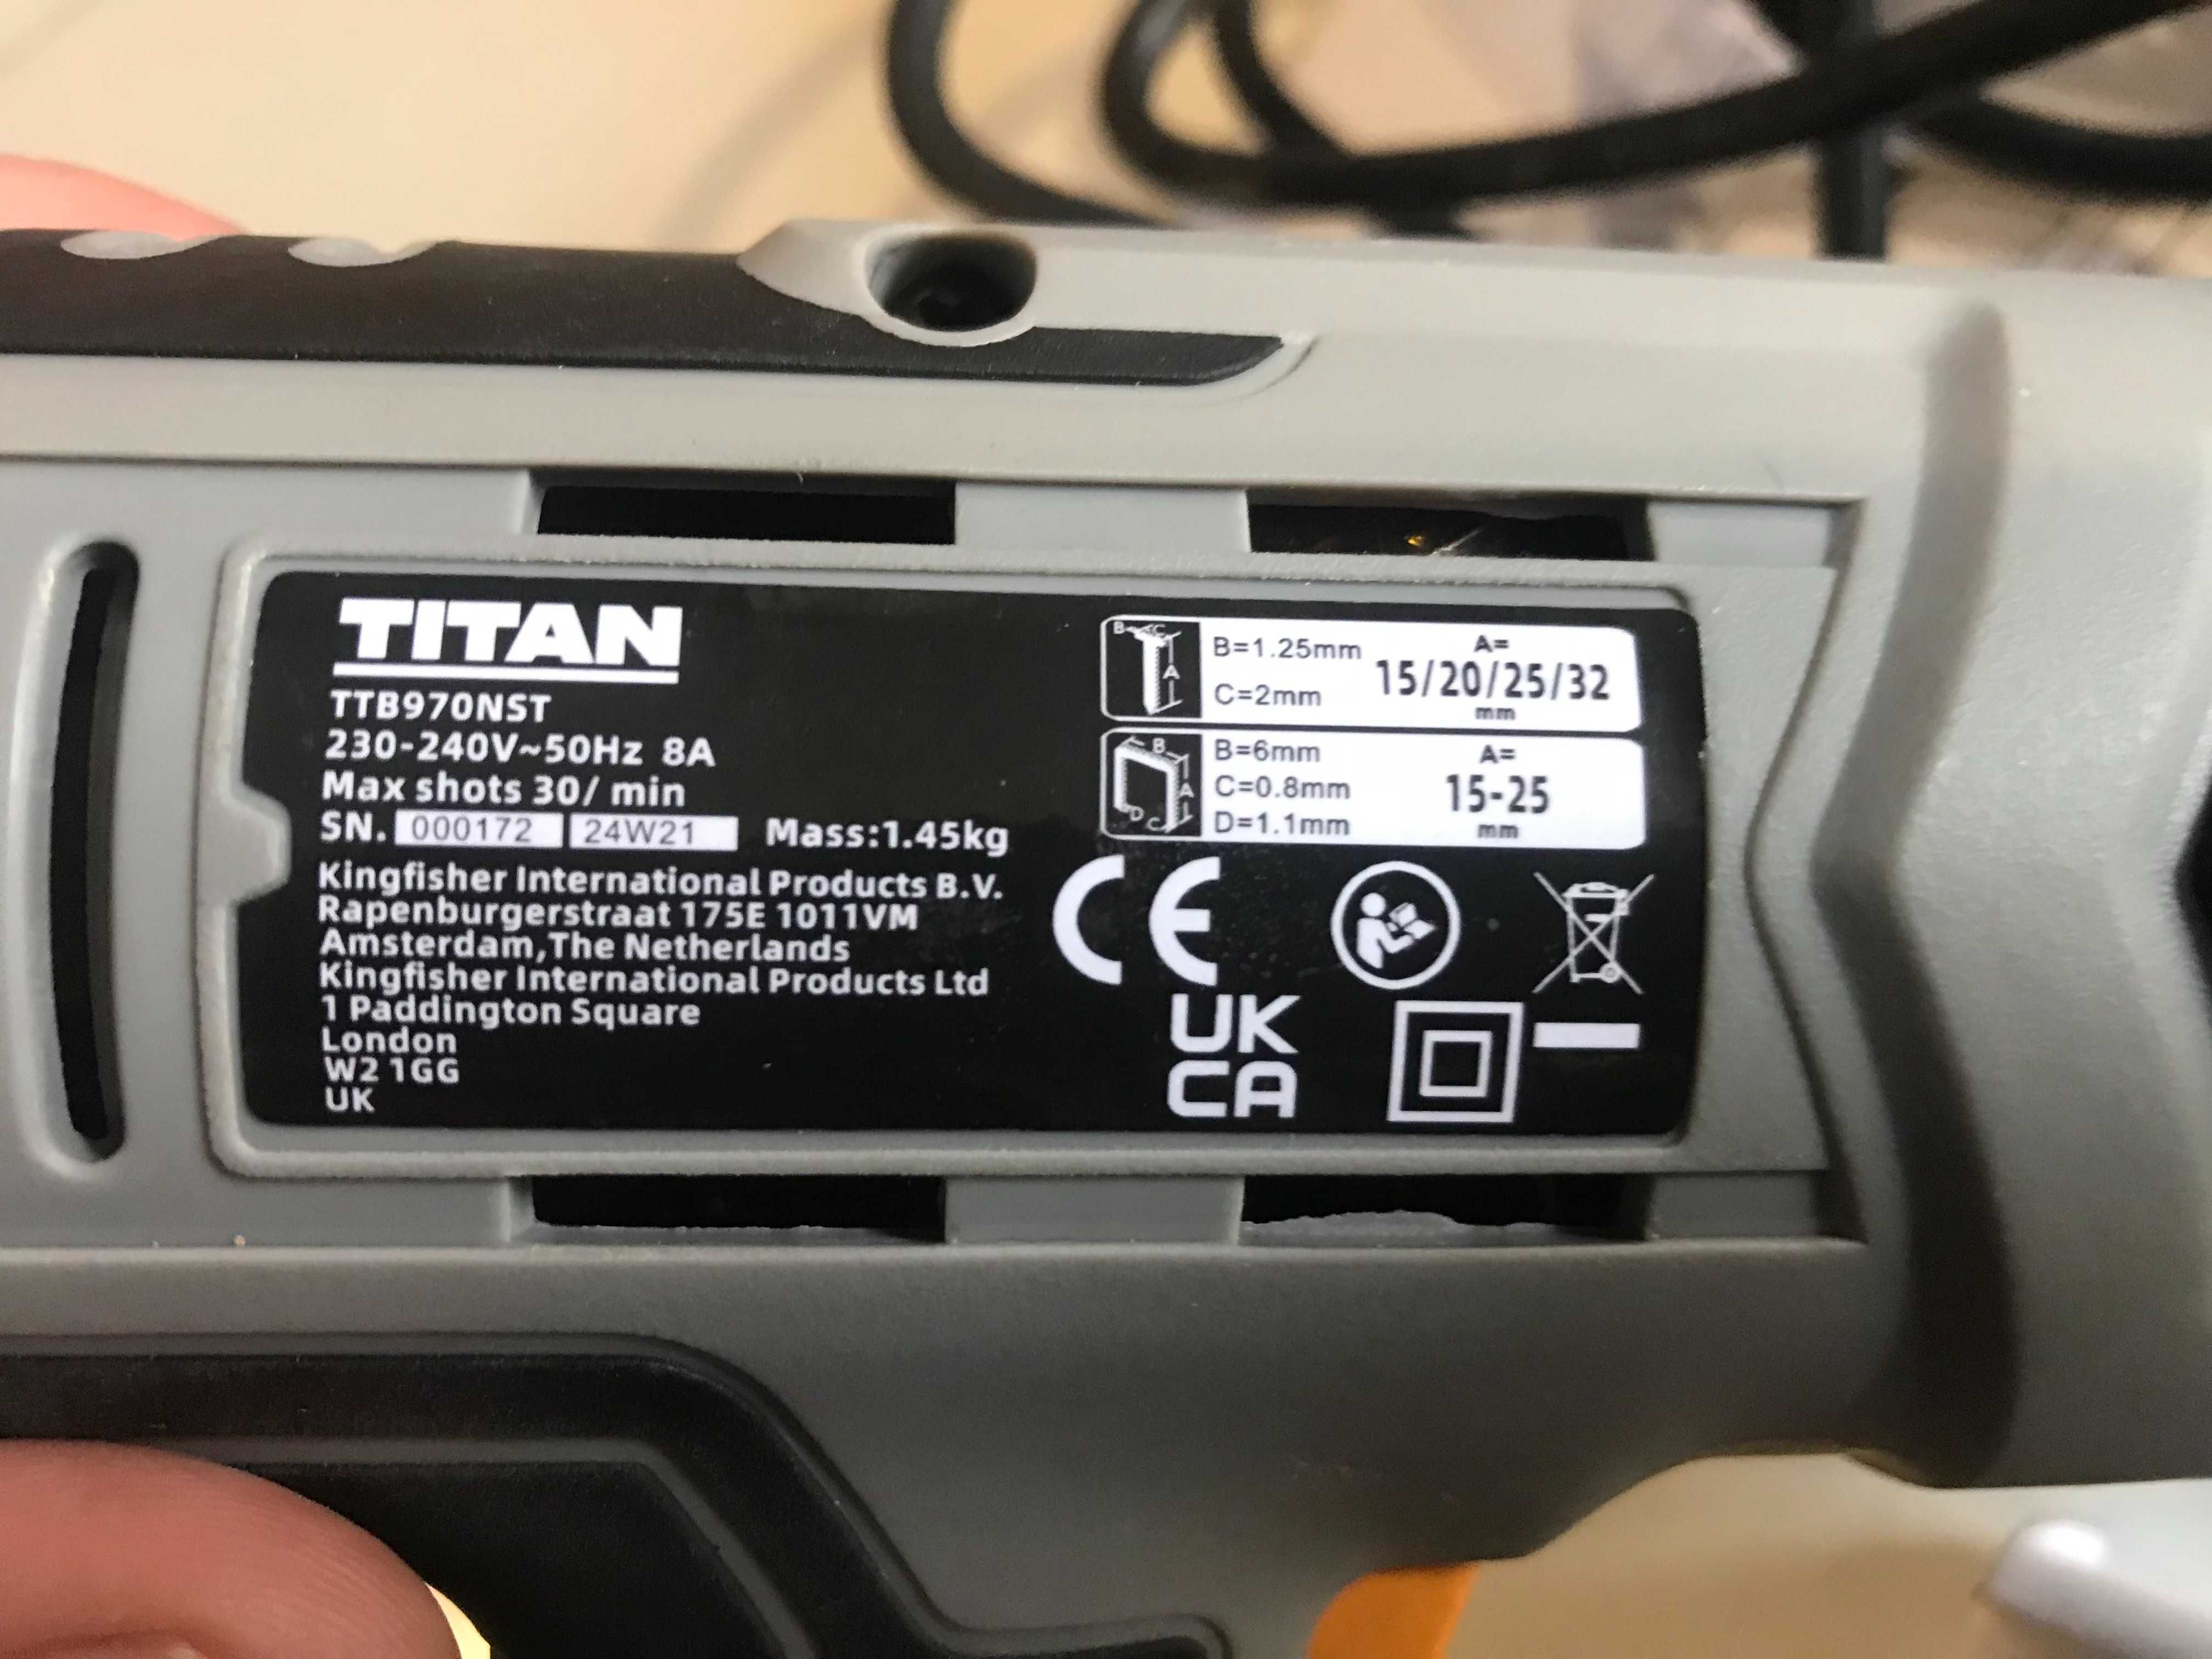 TITAN
TTB970NST
230-240V~50Hz 8A
Max shots 30/ min
SN. 000172 24W21 Mass:1.45kg
Kingfisher International Products B.V.
Rapenburgerstraat 175E 1011VM
Amsterdam,The Netherlands
Kingfisher International Products Ltd
1 Paddington Square
London
W2 1GG
UK
B C
A
B=1.25mm
C=2mm
A=
15/20/25/32
mm
B
A
D C
B=6mm
C=0.8mm
D=1.1mm
A=
15-25
mm
CE
UK
CA